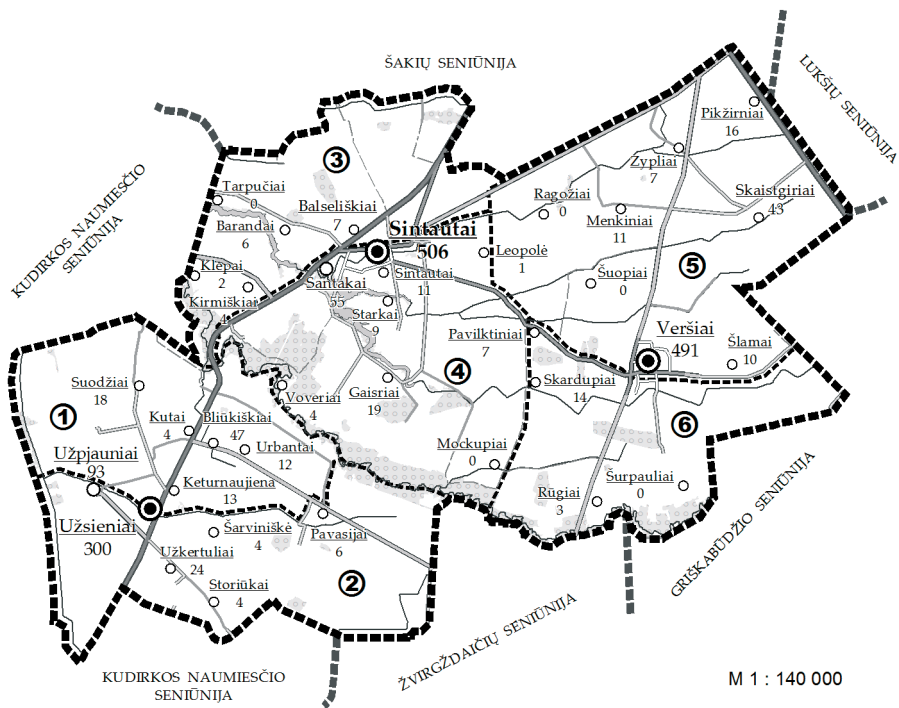 ŠAKIŲ SENIŪNIJA
LUKŠIŲ SENIŪNIJA
Pikžirniai
16
③
Žypliai
7
Tarpučiai
0
Balseliškiai
7
Ragožiai
0
Skaistgiriai
43
KUDIRKOS NAUMIESČIO
SENIŪNIJA
Barandai
6
Sintautai
506
Menkiniai
11
Leopolė
1
⑤
Klepai
2
Santakai
55
Sintautai
11
Šuopiai
0
Kirmiškiai
4
Starkai
9
Pavilktiniai
7
Veršiai
491
Šlamai
10
Suodžiai
18
Voveriai
4
Gaisriai
19
④
Skardupiai
14
①
Kutai
4
Bliūkiškiai
47
⑥
Užpjauniai
93
Urbantai
12
Mockupiai
0
Keturnaujiena
13
Rūgiai
3
Šurpauliai
0
Užsieniai
300
Šarviniškė
4
Pavasijai
6
Užkertuliai
24
②
Storiūkai
4
GRIŠKABŪDŽIO SENIŪNIJA
ŽVIRGŽDAIČIŲ SENIŪNIJA
KUDIRKOS NAUMIESČIO
SENIŪNIJA
M 1 : 140 000